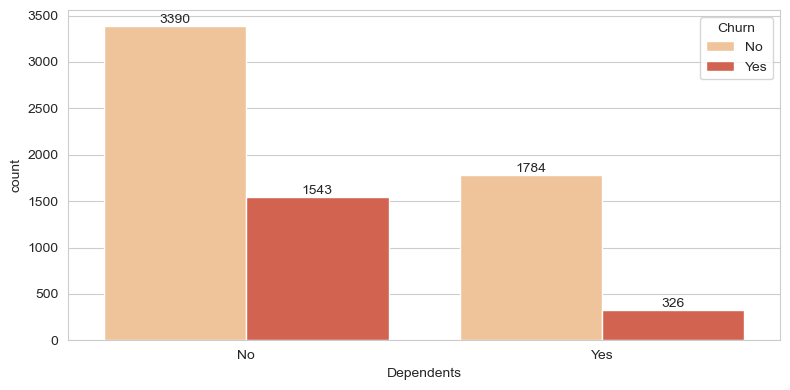 3500
3000
2500
2000
1500
1000
500
0
count
3390
1543
1784
326
Churn
No
Yes
No
Yes
Dependents